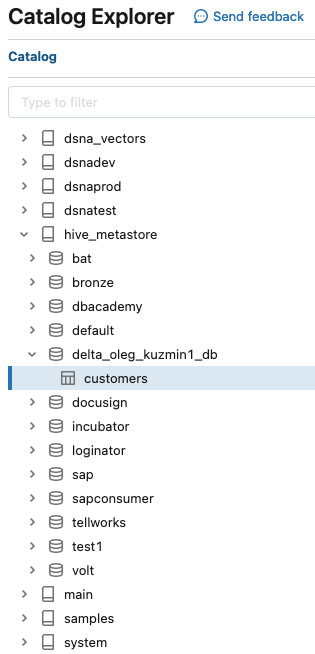 Catalog Explorer Send feedback
Catalog
Type to filter
dsna_vectors
dsnadev
dsnaprod
dsnatest
hive_metastore
bat
bronze
dbacademy
default
delta_oleg_kuzmin1_db
customers
docusign
incubator
loginator
sap
sapconsumer
tellworks
test1
volt
main
samples
system